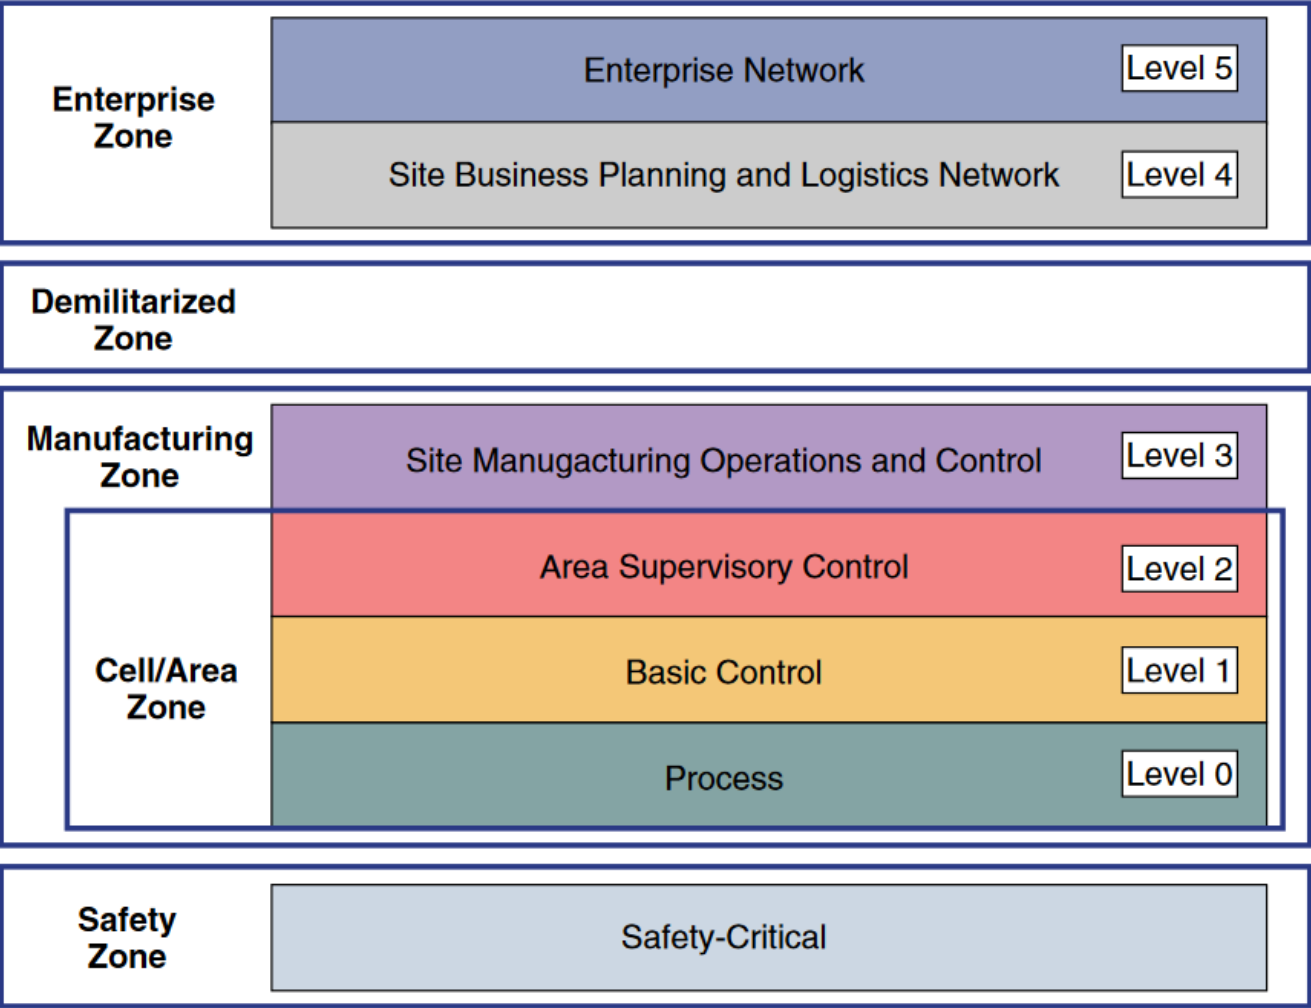 Enterprise
Zone
Enterprise Network
Level 5
Site Business Planning and Logistics Network
Level 4
Demilitarized
Zone
Manufacturing
Zone
Site Manugacturing Operations and Control
Level 3
Cell/Area
Zone
Area Supervisory Control
Level 2
Basic Control
Level 1
Process
Level 0
Safety
Zone
Safety-Critical